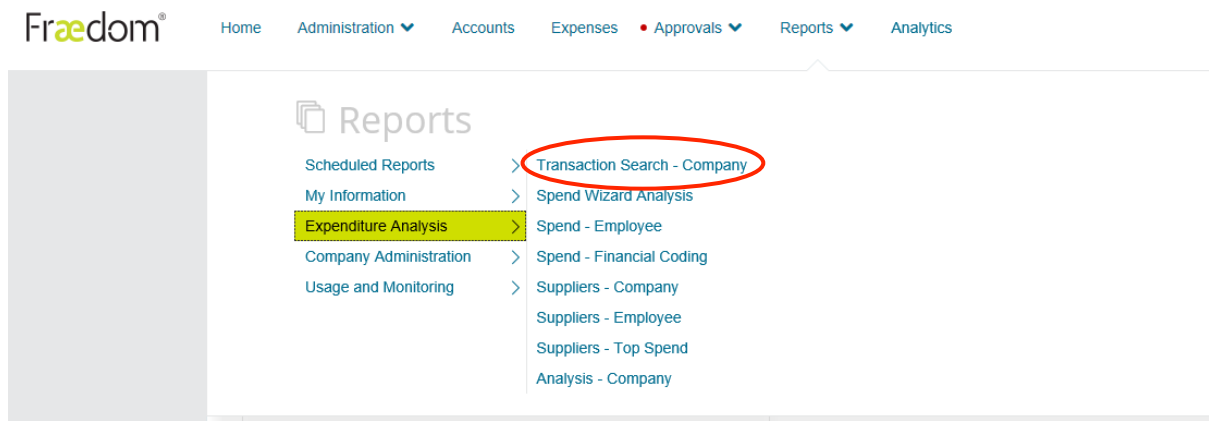 Frædom®
Home Administration Accounts Expenses • Approvals Reports Analytics
Reports
Scheduled Reports
My Information
Expenditure Analysis
Company Administration
Usage and Monitoring
Transaction Search - Company
Spend Wizard Analysis
Spend - Employee
Spend - Financial Coding
Suppliers - Company
Suppliers - Employee
Suppliers - Top Spend
Analysis - Company